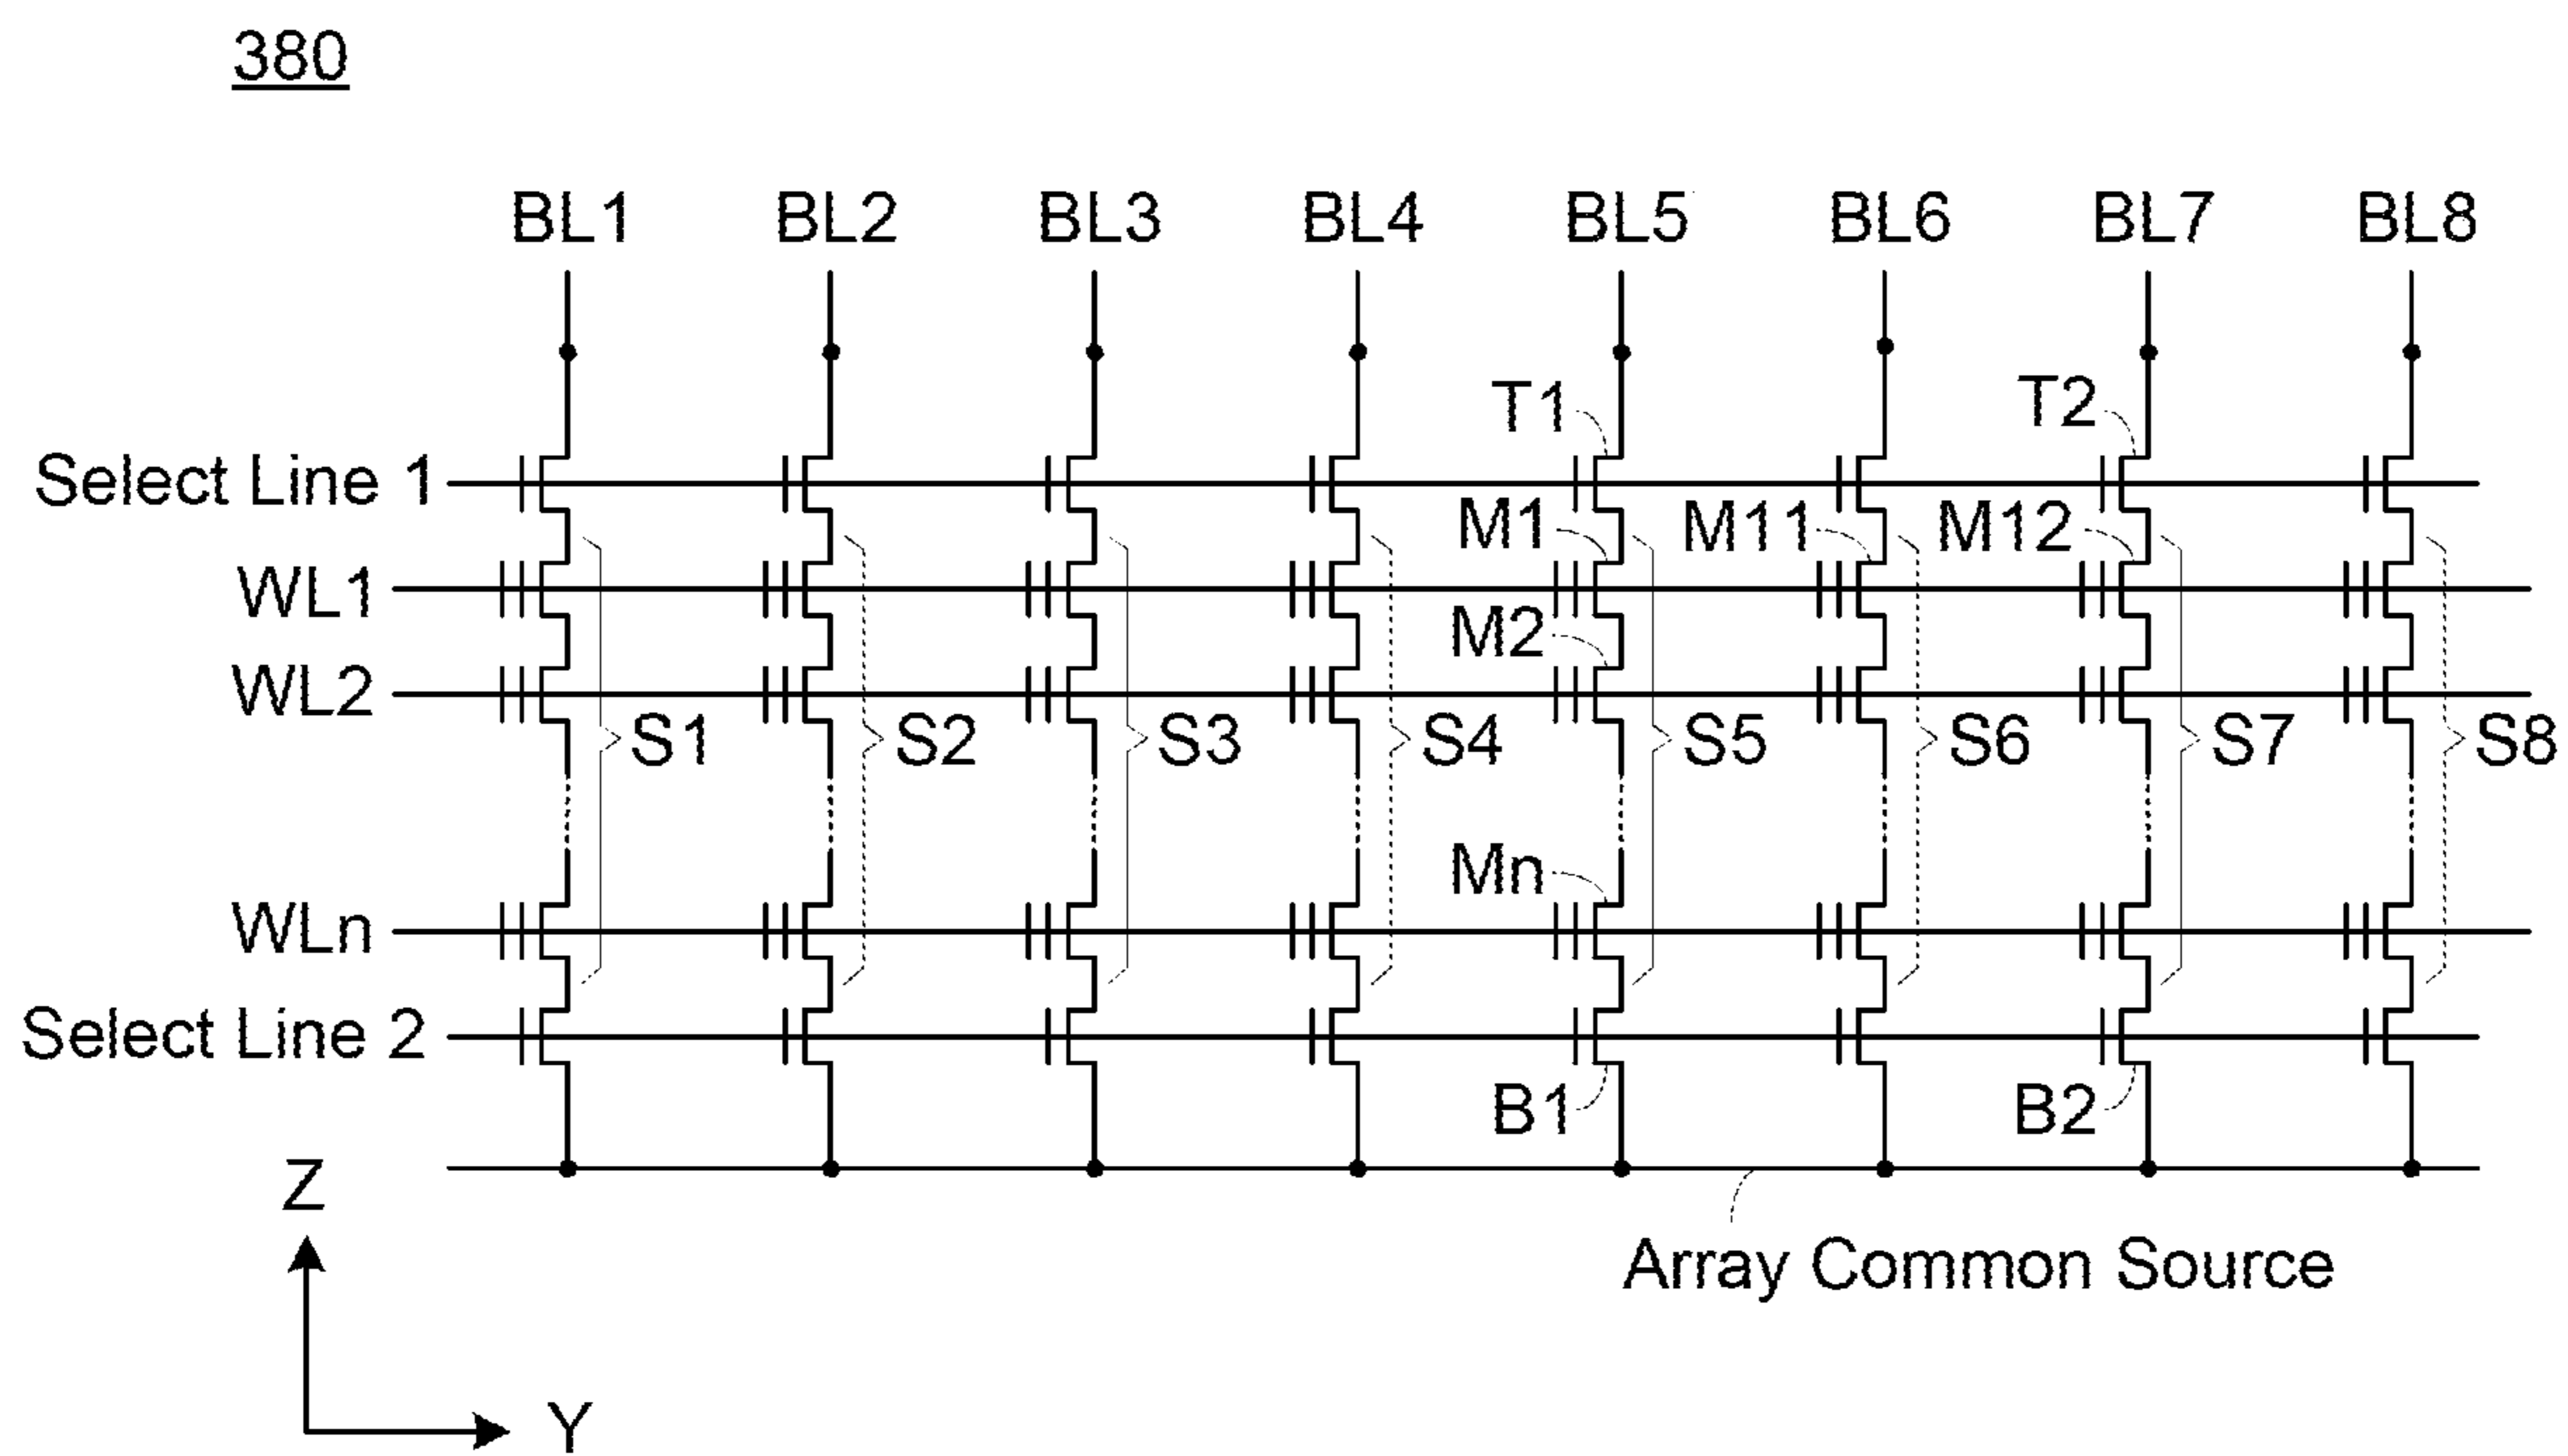 380
BL1 BL2 BL3 BL4 BL5 BL6 BL7 BL8
T1 T2
Select Line 1
M1 M11 M12
WL1
M2
WL2
S1 S2 S3 S4 S5 S6 S7 S8
Mn
WLn
Select Line 2
B1 B2
Z
Array Common Source
Y